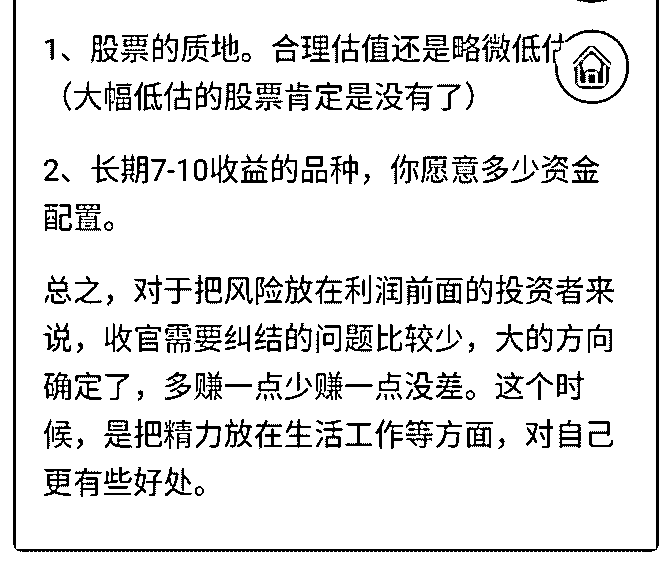 1、股票的质地。合理估值还是略微低估
（大幅低估的股票肯定是没有了）
2、长期7-10收益的品种，你愿意多少资金
配置。
总之，对于把风险放在利润前面的投资者来
说，收官需要纠结的问题比较少，大的方向
确定了，多赚一点少赚一点没差。这个时
候，是把精力放在生活工作等方面，对自己
更有些好处。